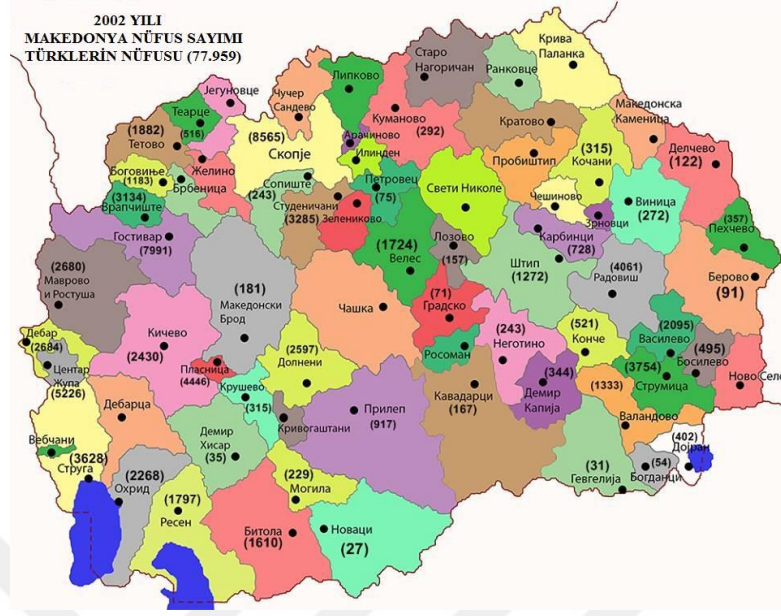 2002 YILI
MAKEDONYA NÜFUS SAYIMI
TÜRKLERİN NÜFUSU (77.959)
Јегуновце
Теарце
(516)
(1882)
Тетово
Боговиње
(1183)
Брвеница
Желино
(3134)
Врапчиште
Гостивар
(7991)
Чучер
Сандево
(8565)
Скопје
Сопиште
(243)
Студеничани
(3285)
Зелениково
Липково
Арачиново
Илинден
Петровец
(75)
Куманово
(292)
Старо
Нагоричан
Ранковце
Крива
Паланка
Кратово
Пробиштип
Македонска
Каменица
(315)
Кочани
Делчево
(122)
Свети Николе
Чешиново
Зрновци
Виница
(272)
(357)
Пехчево
Берово
(91)
Карбинци
(728)
Штип
(1272)
(4061)
Радовиш
Лозово
(157)
(1724)
Велес
Чашка
(71)
Градско
Росоман
(243)
Неготино
(344)
Демир
Капија
(521)
Конче
(2095)
Василево
(495)
Босилево
(3754)
Струмица
Ново Село
(1333)
Валандово
(402)
Дојран
(54)
Богданци
(31)
Гевгелија
Кавадарци
(167)
(2680)
Маврово
и Ростуша
(181)
Македонски
Брод
Кичево
(2430)
Пласница
(4446)
Дебар
(2684)
Центар
Жупа
(5226)
Дебарца
Вевчани
(3628)
Струга
(2268)
Охрид
Крушево
(315)
(2597)
Долнени
Кривогаштани
Прилеп
(917)
Демир
Хисар
(35)
(229)
Могила
(1797)
Ресен
Битола
(1610)
Новаци
(27)